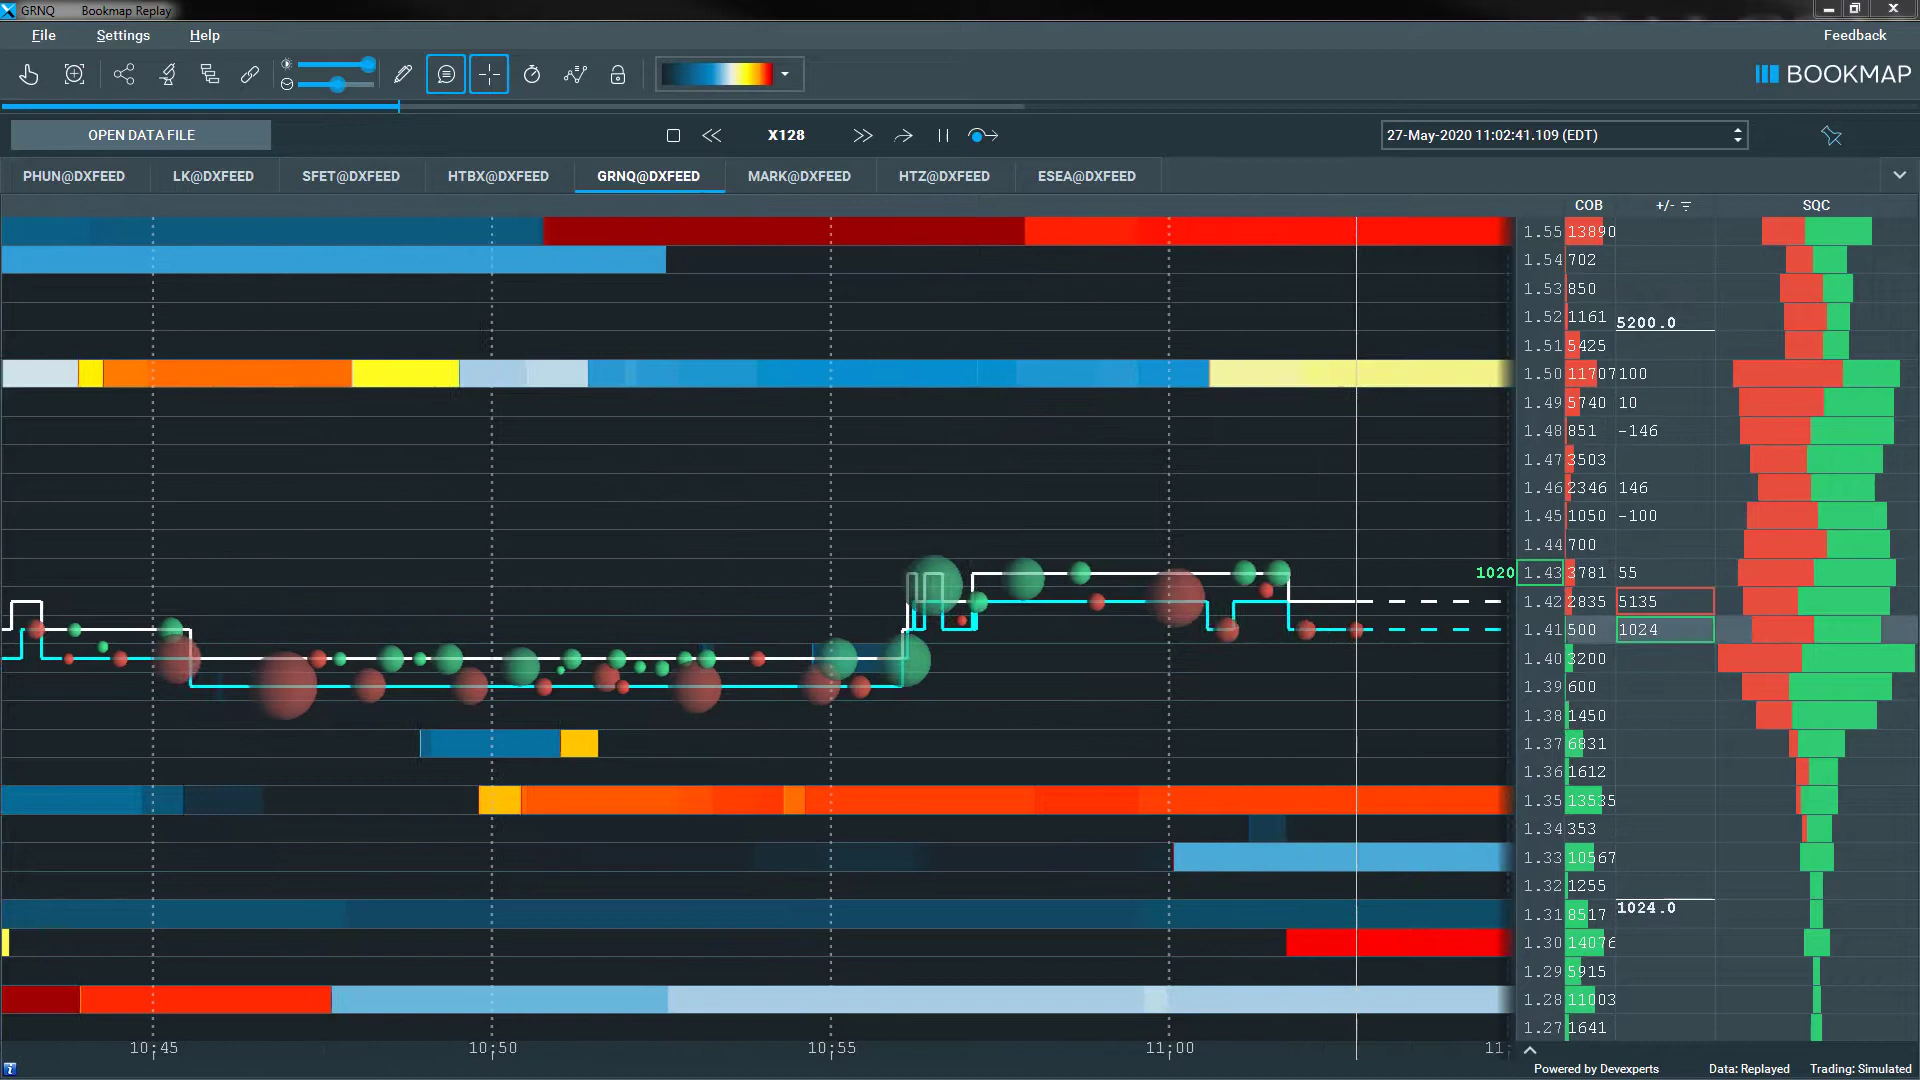 GRNQ Bookmap Replay
File Settings Help Feedback
BOOKMAP
OPEN DATA FILE X128 27-May-2020 11:02:41.109 (EDT)
PHUN@DXFEED LK@DXFEED SFET@DXFEED HTBX@DXFEED GRNQ@DXFEED MARK@DXFEED HTZ@DXFEED ESEA@DXFEED
COB +/- SQC
1.55 13890
1.54 702
1.53 850
1.52 1161 5200.0
1.51 5425
1.50 11707 100
1.49 5740 10
1.48 851 -146
1.47 3503
1.46 2346 146
1.45 1050 -100
1.44 700
1020 1.43 3781 55
1.42 2835 5135
1.41 500 1024
1.40 3200
1.39 600
1.38 1450
1.37 6831
1.36 1612
1.35 13535
1.34 353
1.33 10567
1.32 1255
1.31 8517 1024.0
1.30 14076
1.29 5915
1.28 11003
1.27 1641
10:45 10:50 10:55 11:00 11:
Powered by Devexperts Data: Replayed Trading: Simulated